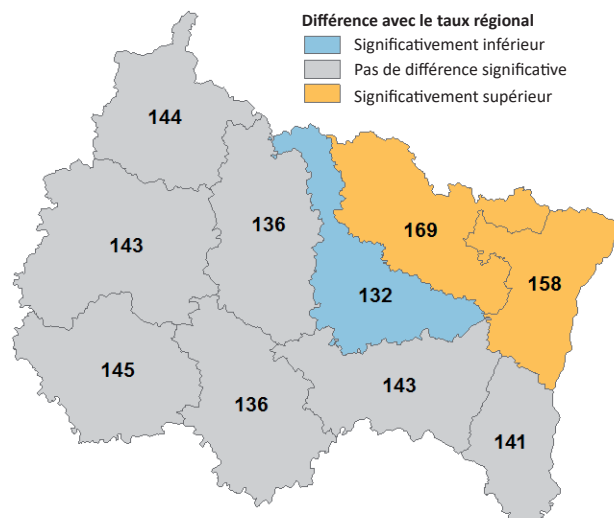 Différence avec le taux régional
Significativement inférieur
Pas de différence significative
Significativement supérieur
144
136
169
143
158
132
145
143
136
141